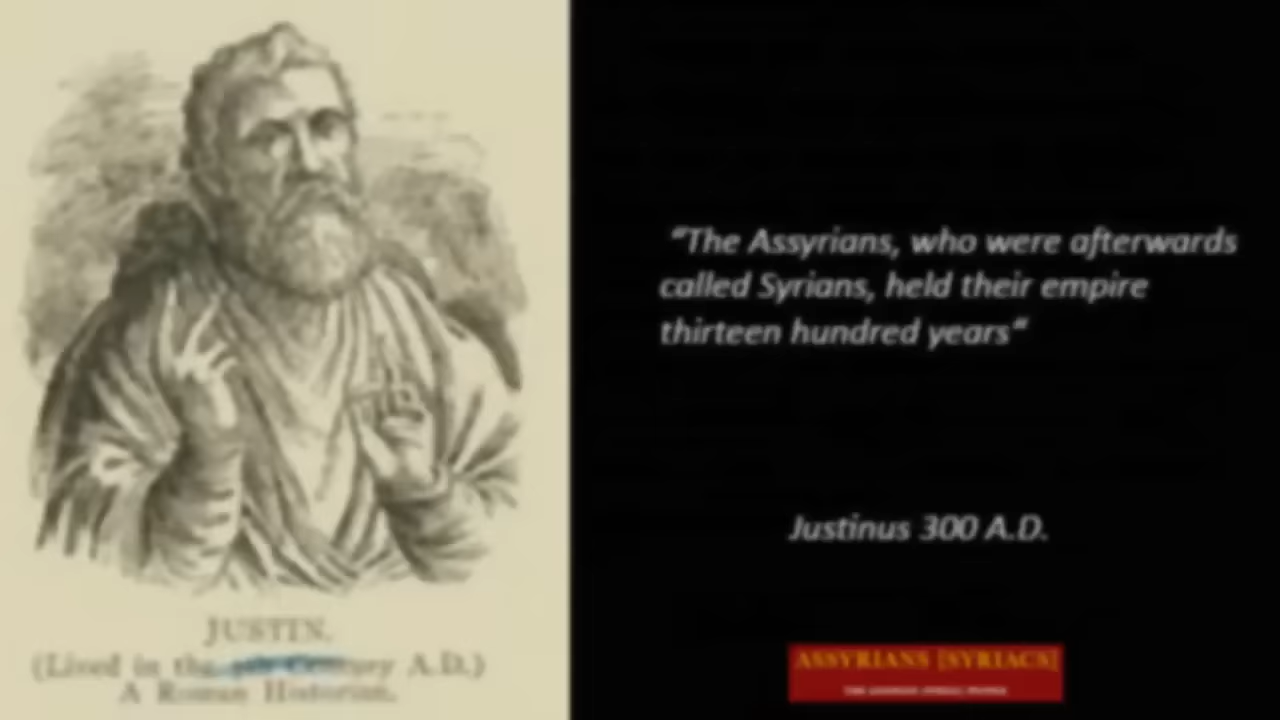 JUSTIN.
(Lived in the Century A.D.)
A Roman Historian.
"The Assyrians, who were afterwards
called Syrians, held their empire
thirteen hundred years"
Justinus 300 A.D.
ASSYRIANS [SYRIACS]